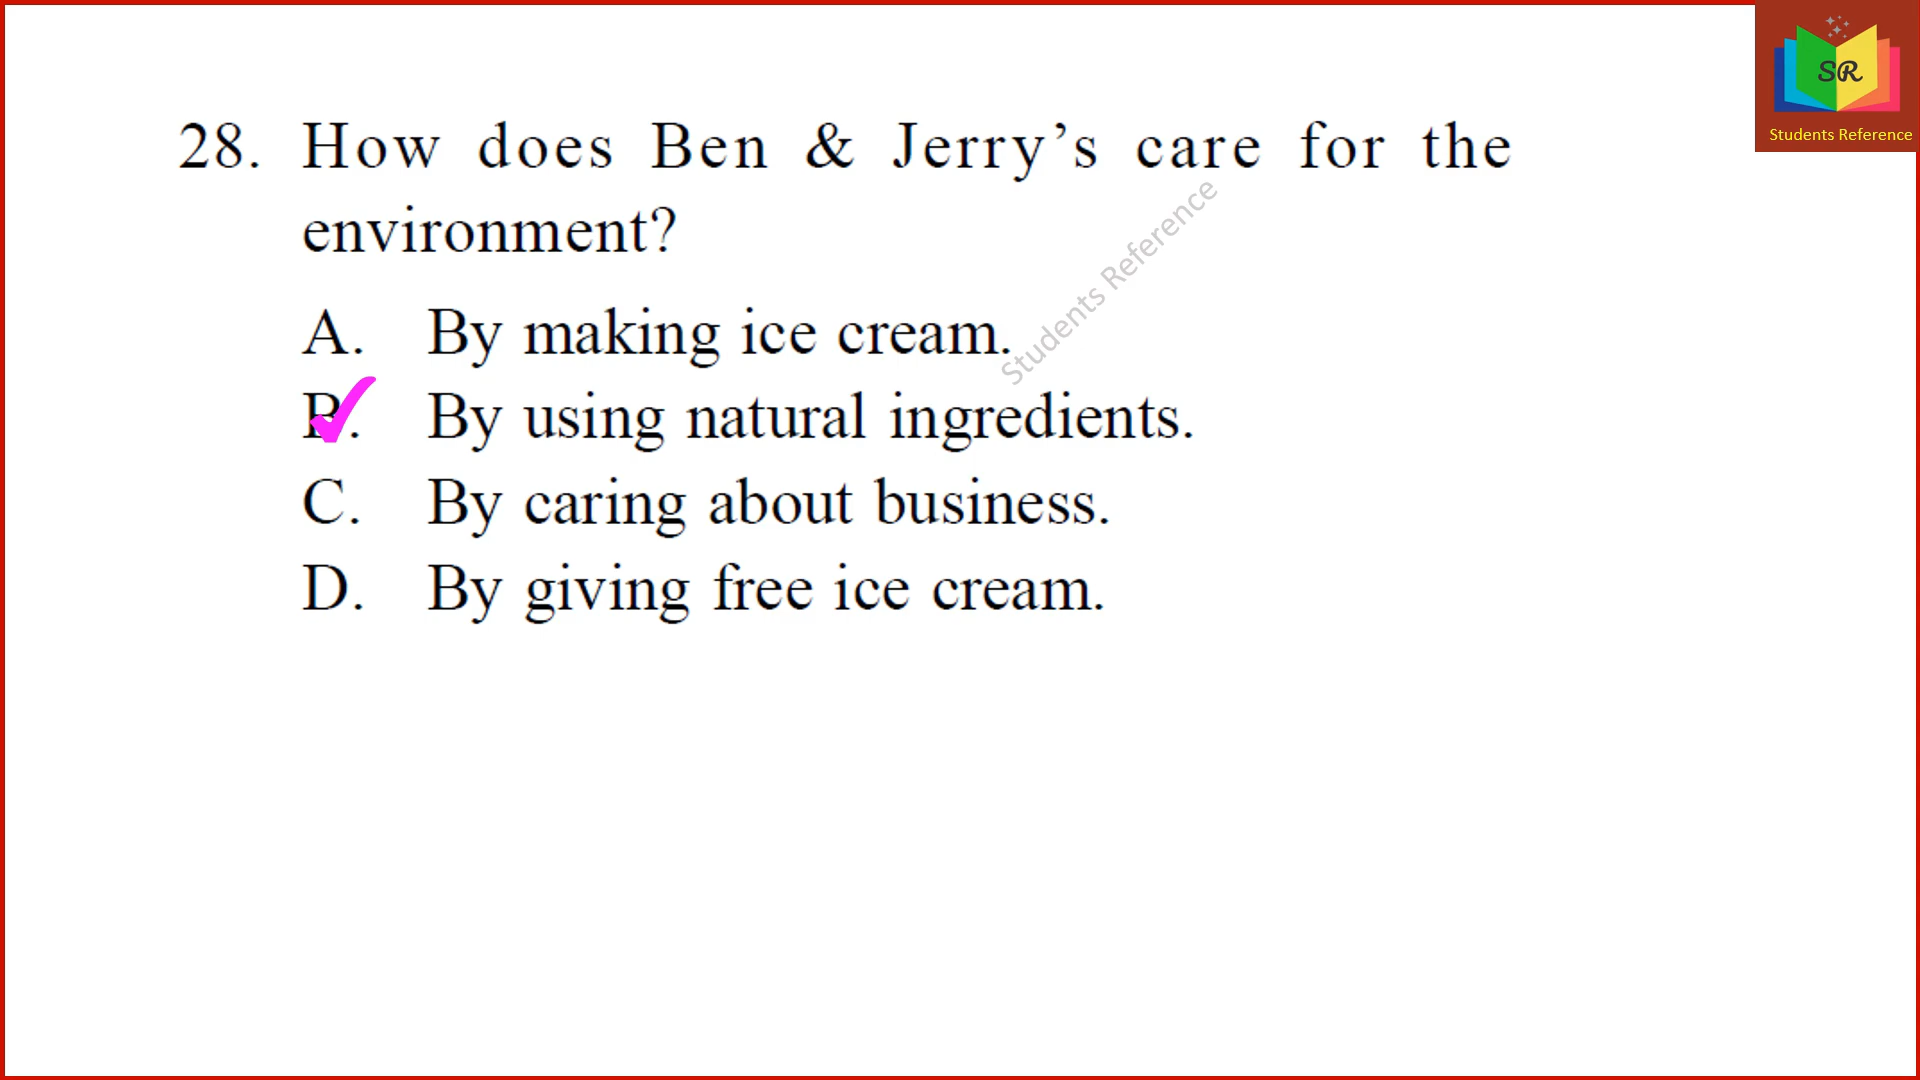 SR
Students Reference
28. How does Ben & Jerry’s care for the
environment?
Students Reference
A. By making ice cream.
B. By using natural ingredients.
C. By caring about business.
D. By giving free ice cream.